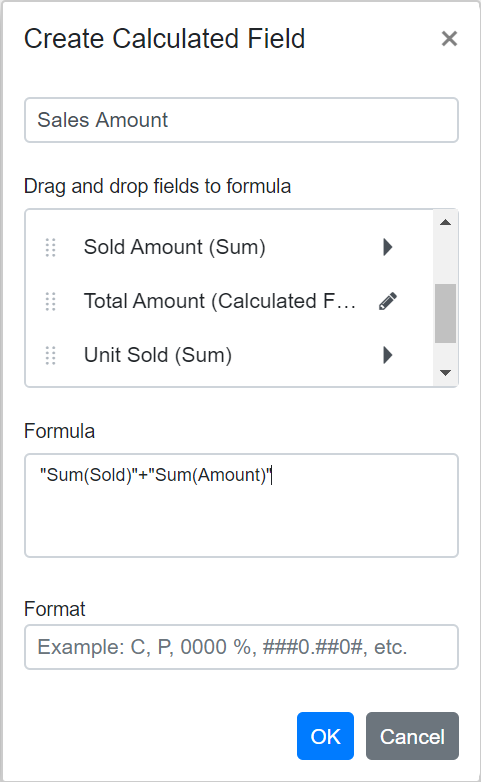 Create Calculated Field ×
Sales Amount
Drag and drop fields to formula
Sold Amount (Sum)
Total Amount (Calculated F...
Unit Sold (Sum)
Formula
"Sum(Sold)"+"Sum(Amount)"
Format
Example: C, P, 0000 %, ###0.##0#, etc.
OK Cancel